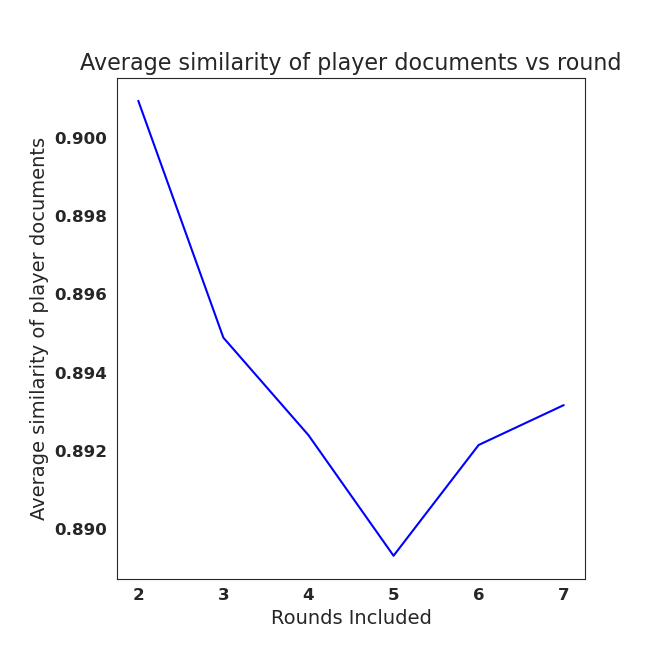 Average similarity of player documents vs round
Average similarity of player documents
0.900
0.898
0.896
0.894
0.892
0.890
2 3 4 5 6 7
Rounds Included